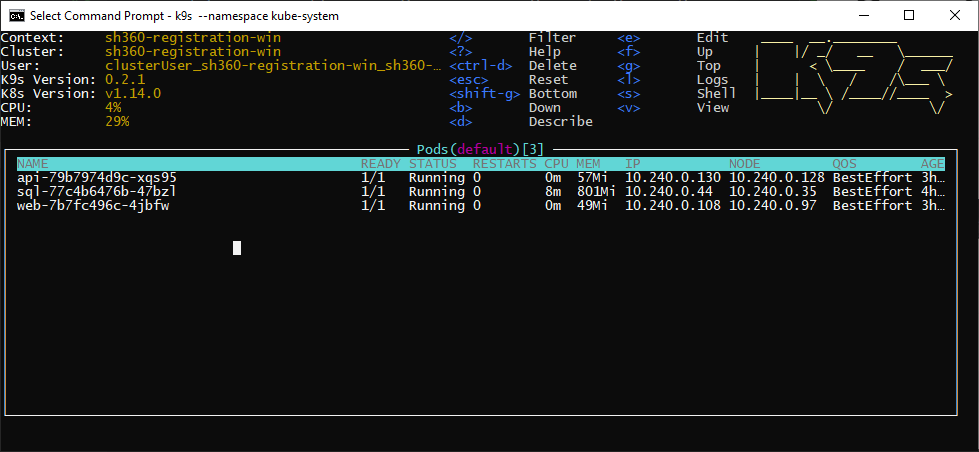 Select Command Prompt - k9s --namespace kube-system
Context: sh360-registration-win </> Filter <e> Edit
Cluster: sh360-registration-win <?> Help <f> Up
User: clusterUser_sh360-registration-win_sh360-… <ctrl-d> Delete <g> Top
K9s Version: 0.2.1 <esc> Reset <l> Logs
K8s Version: v1.14.0 <shift-g> Bottom <s> Shell
CPU: 4% <b> Down <v> View
MEM: 29% <d> Describe
Pods(default)[3]
NAME READY STATUS RESTARTS CPU MEM IP NODE QOS AGE
api-79b7974d9c-xqs95 1/1 Running 0 0m 57Mi 10.240.0.130 10.240.0.128 BestEffort 3h…
sql-77c4b6476b-47bzl 1/1 Running 0 8m 801Mi 10.240.0.44 10.240.0.35 BestEffort 4h…
web-7b7fc496c-4jbfw 1/1 Running 0 0m 49Mi 10.240.0.108 10.240.0.97 BestEffort 3h…